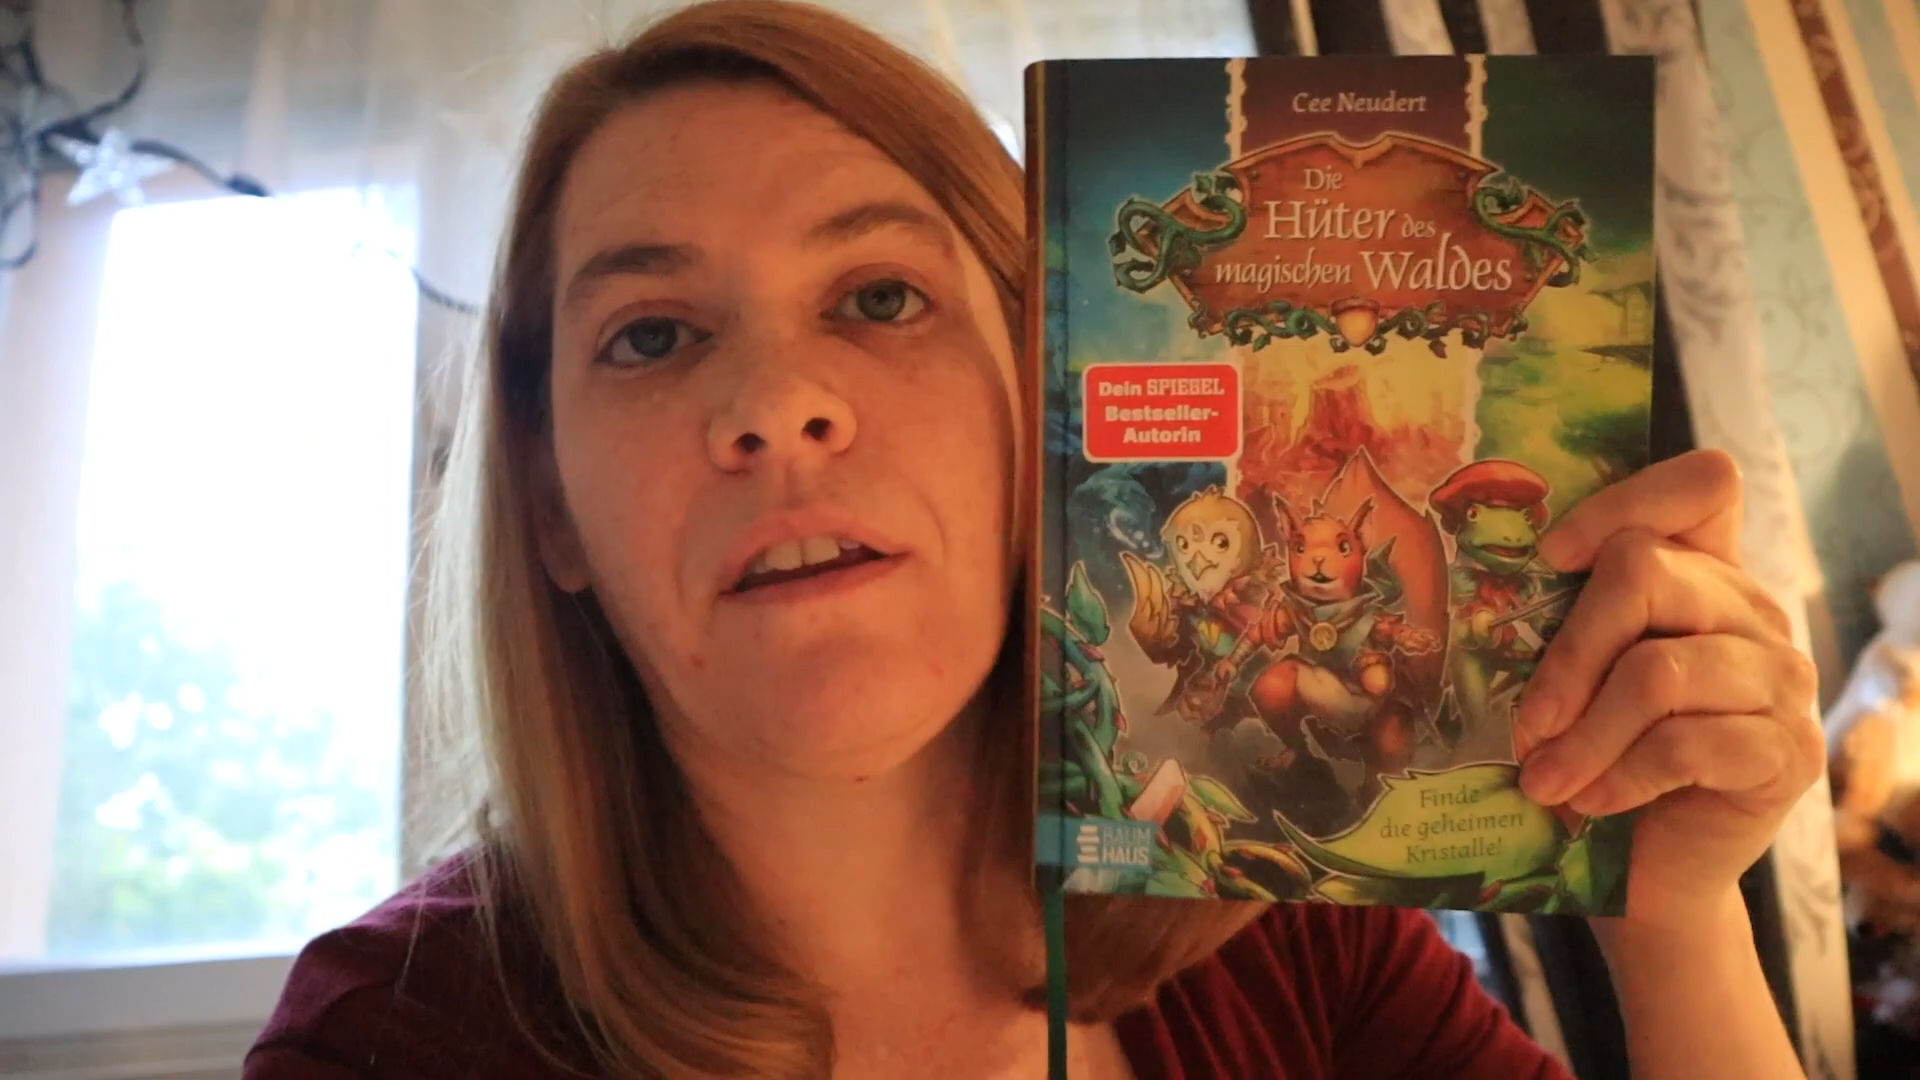 Cee Neudert
Die
Hüter des
magischen Waldes
Dein SPIEGEL
Bestseller-
Autorin
Finde
die geheimen
Kristalle!
BAUM
HAUS